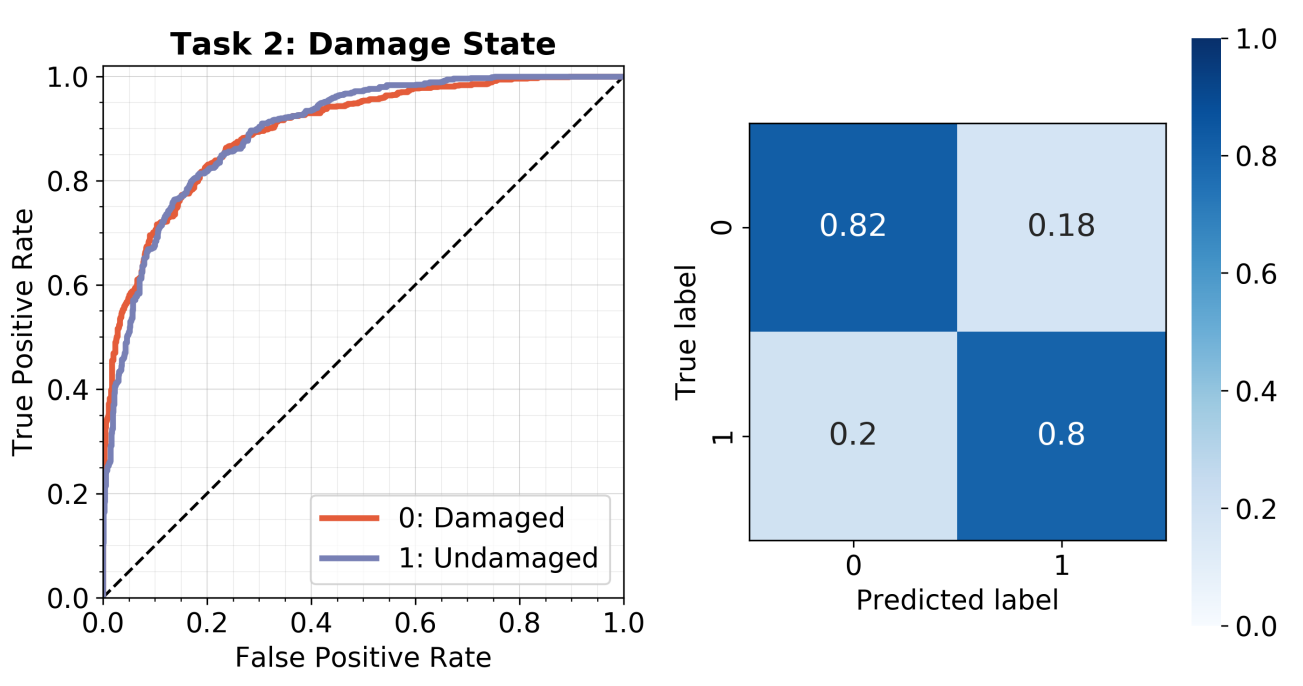 Task 2: Damage State
1.0
0.8
0.6
0.4
0.2
0.0
True Positive Rate
0.0 0.2 0.4 0.6 0.8 1.0
False Positive Rate
0: Damaged
1: Undamaged
True label
0
1
0.82 0.18
0.2 0.8
0 1
Predicted label
1.0
0.8
0.6
0.4
0.2
0.0